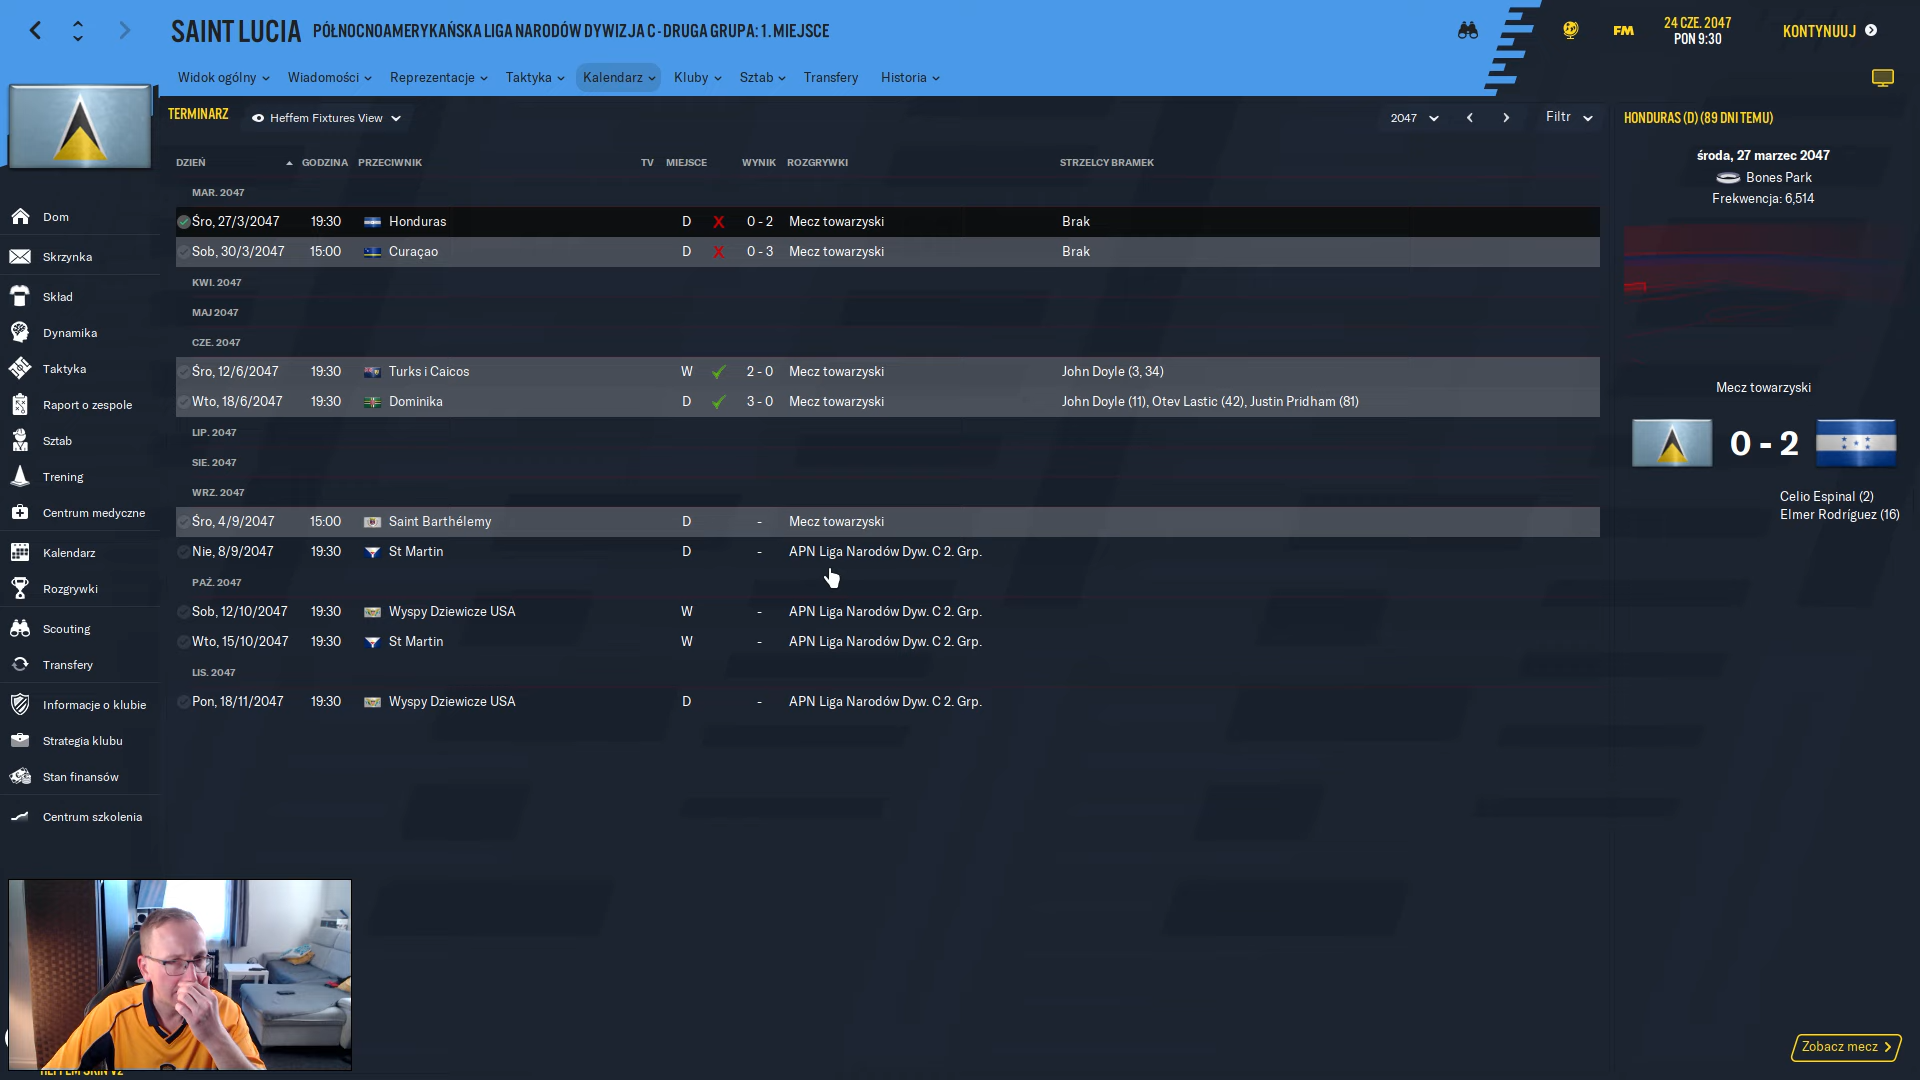 SAINT LUCIA PÓŁNOCNOAMERYKAŃSKA LIGA NARODÓW DYWIZJA C - DRUGA GRUPA: 1. MIEJSCE
FM
24 CZE. 2047
PON 9:30
KONTYNUUJ
Widok ogólny Wiadomości Reprezentacje Taktyka Kalendarz Kluby Sztab Transfery Historia
TERMINARZ Heffem Fixtures View 2047 Filtr
DZIEŃ GODZINA PRZECIWNIK TV MIEJSCE WYNIK ROZGRYWKI STRZELCY BRAMEK
MAR. 2047
Śro, 27/3/2047 19:30 Honduras D X 0 - 2 Mecz towarzyski Brak
Sob, 30/3/2047 15:00 Curaçao D X 0 - 3 Mecz towarzyski Brak
KWI. 2047
MAJ 2047
CZE. 2047
Śro, 12/6/2047 19:30 Turks i Caicos W 2 - 0 Mecz towarzyski John Doyle (3, 34)
Wto, 18/6/2047 19:30 Dominika D 3 - 0 Mecz towarzyski John Doyle (11), Otev Lastic (42), Justin Pridham (81)
LIP. 2047
SIE. 2047
WRZ. 2047
Śro, 4/9/2047 15:00 Saint Barthélemy D - Mecz towarzyski
Nie, 8/9/2047 19:30 St Martin D - APN Liga Narodów Dyw. C 2. Grp.
PAŹ. 2047
Sob, 12/10/2047 19:30 Wyspy Dziewicze USA W - APN Liga Narodów Dyw. C 2. Grp.
Wto, 15/10/2047 19:30 St Martin W - APN Liga Narodów Dyw. C 2. Grp.
LIS. 2047
Pon, 18/11/2047 19:30 Wyspy Dziewicze USA D - APN Liga Narodów Dyw. C 2. Grp.
HONDURAS (D) (89 DNI TEMU)
środa, 27 marzec 2047
Bones Park
Frekwencja: 6,514
Mecz towarzyski
0 - 2
Celio Espinal (2)
Elmer Rodríguez (16)
Zobacz mecz
Dom
Skrzynka
Skład
Dynamika
Taktyka
Raport o zespole
Sztab
Trening
Centrum medyczne
Kalendarz
Rozgrywki
Scouting
Transfery
Informacje o klubie
Strategia klubu
Stan finansów
Centrum szkolenia
HEFFEM SKIN V2